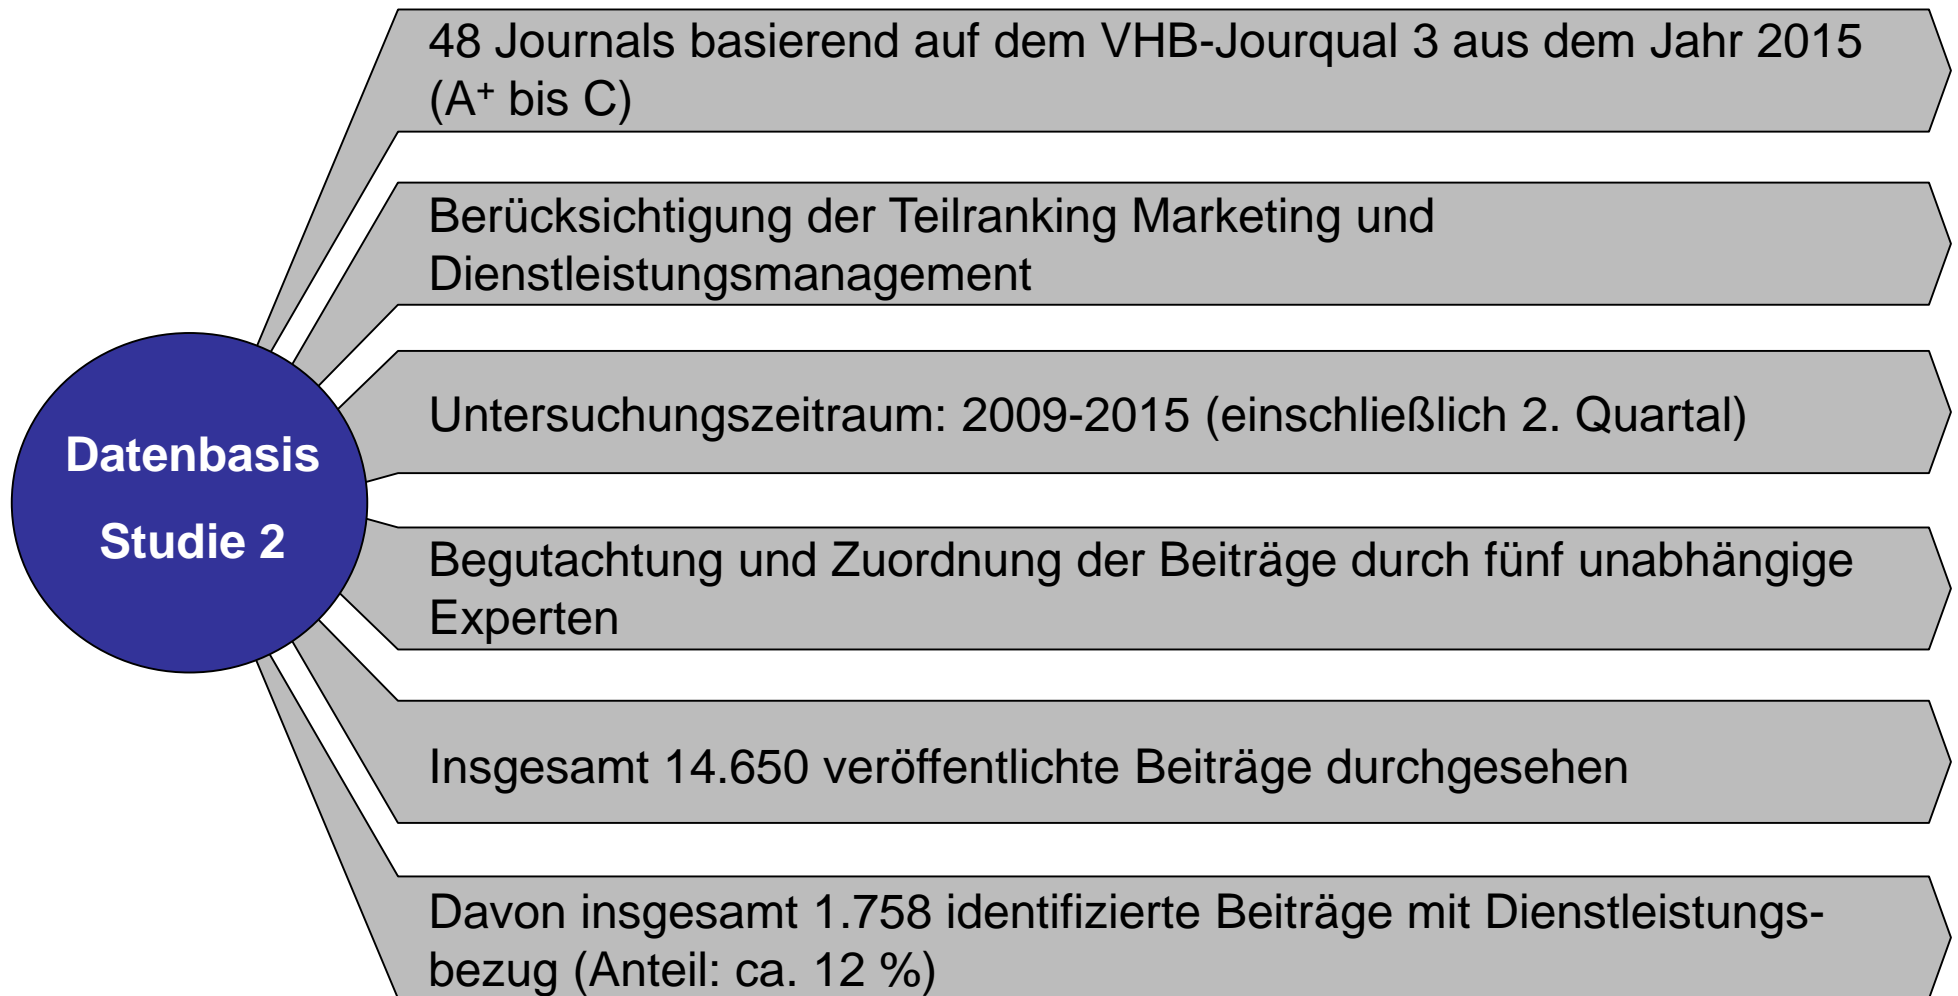 48 Journals basierend auf dem VHB-Jourqual 3 aus dem Jahr 2015
(A⁺ bis C)
Berücksichtigung der Teilranking Marketing und
Dienstleistungsmanagement
Untersuchungszeitraum: 2009-2015 (einschließlich 2. Quartal)
Datenbasis
Studie 2
Begutachtung und Zuordnung der Beiträge durch fünf unabhängige
Experten
Insgesamt 14.650 veröffentlichte Beiträge durchgesehen
Davon insgesamt 1.758 identifizierte Beiträge mit Dienstleistungs-
bezug (Anteil: ca. 12 %)